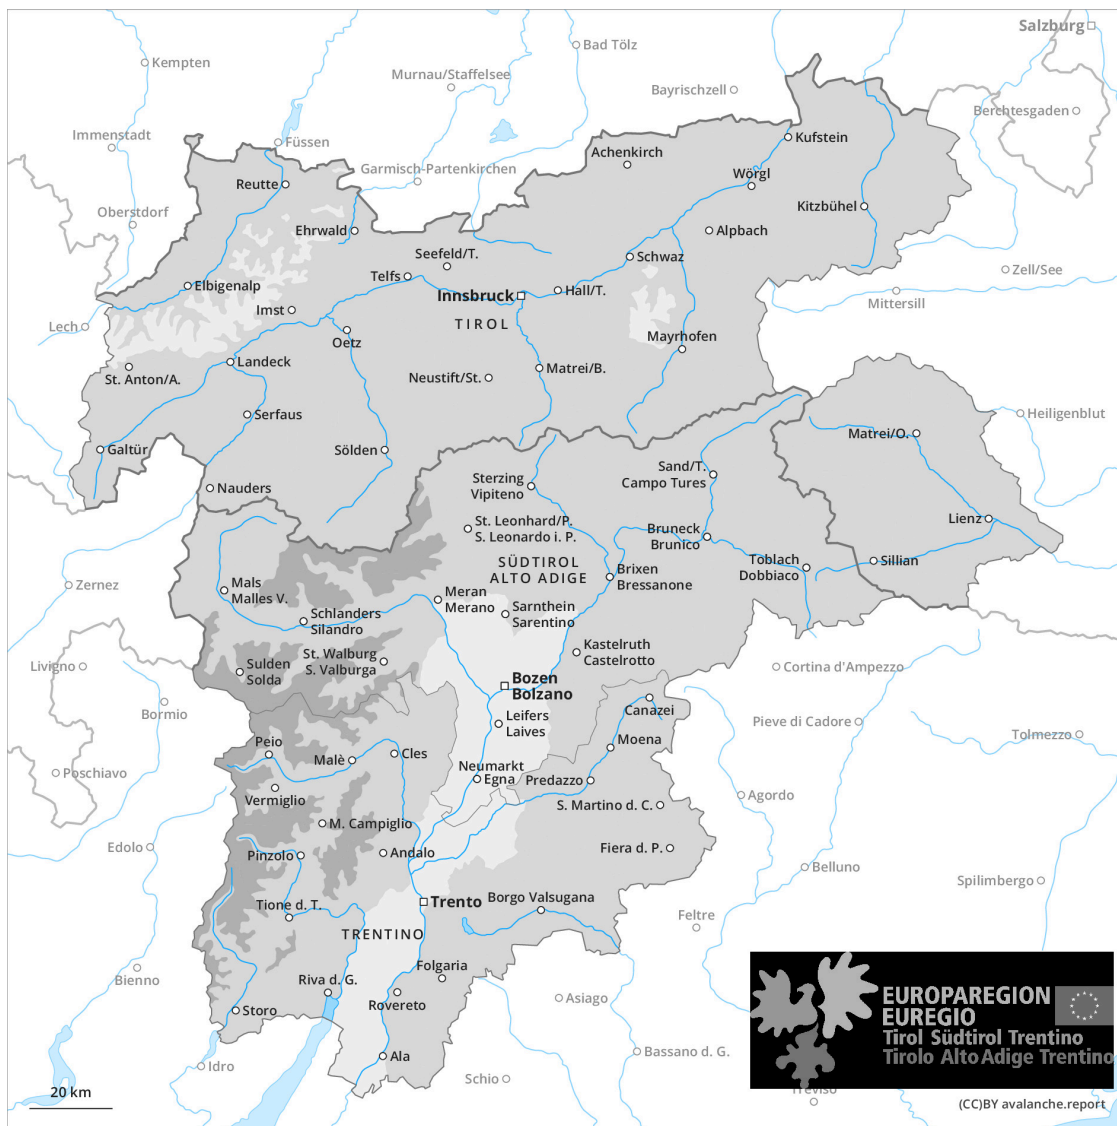 Salzburg
Bad Tölz
Kempten
Murnau/Staffelsee
Bayrischzell
Berchtesgaden
Immenstadt
Füssen
Kufstein
Achenkirch
Garmisch-Partenkirchen
Wörgl
Reutte
Kitzbühel
Oberstdorf
Ehrwald
Alpbach
Seefeld/T.
Schwaz
Zell/See
Telfs
Elbigenalp
Hall/T.
Innsbruck
Mittersill
Imst
TIROL
Lech
Mayrhofen
Oetz
Landeck
Matrei/B.
St. Anton/A.
Neustift/St.
Serfaus
Heiligenblut
Matrei/O.
Galtür
Sölden
Sand/T.
Campo Tures
Sterzing
Vipiteno
Nauders
St. Leonhard/P.
S. Leonardo i. P.
Lienz
Bruneck
Brunico
SÜDTIROL
ALTO ADIGE
Toblach
Dobbiaco
Sillian
Brixen
Bressanone
Zernez
Mals
Malles V.
Meran
Merano
Sarnthein
Sarentino
Schlanders
Silandro
Kastelruth
Castelrotto
St. Walburg
S. Valburga
Livigno
Sulden
Solda
Cortina d'Ampezzo
Bozen
Bolzano
Canazei
Bormio
Leifers
Laives
Pieve di Cadore
Tolmezzo
Moena
Peio
Cles
Malè
Neumarkt
Egna
Poschiavo
Predazzo
Vermiglio
Agordo
S. Martino d. C.
M. Campiglio
Edolo
Pinzolo
Andalo
Fiera d. P.
Belluno
Spilimbergo
Trento
Borgo Valsugana
Tione d. T.
Feltre
TRENTINO
Folgaria
Bienno
Riva d. G.
Rovereto
Asiago
Storo
EUROPAREGION
EUREGIO
Tirol Südtirol Trentino
Tirolo Alto Adige Trentino
Ala
Bassano d. G.
Idro
Schio
Treviso
20 km
(CC)BY avalanche.report